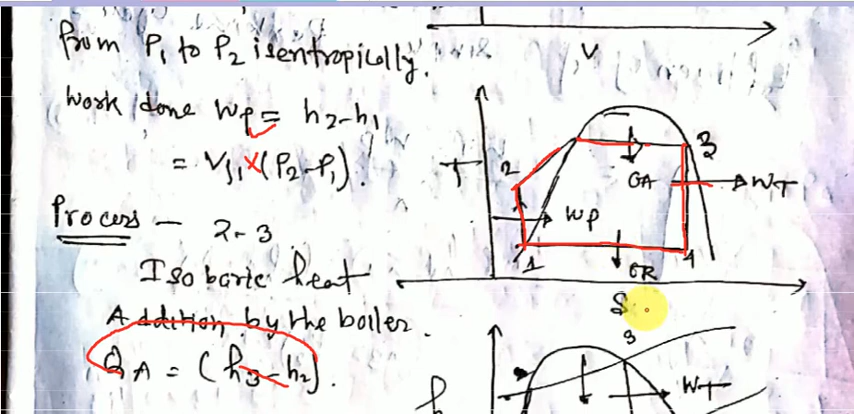 from P1 to P2 isentropically.
Work done Wp = h2-h1
= Vf1 x (P2-P1).
Process - 2-3
Isobaric heat
Addition by the boiler.
QA = (h3-h2).
V
T
2
3
QA
WT
Wp
1
4
QR
S
h
3
WT